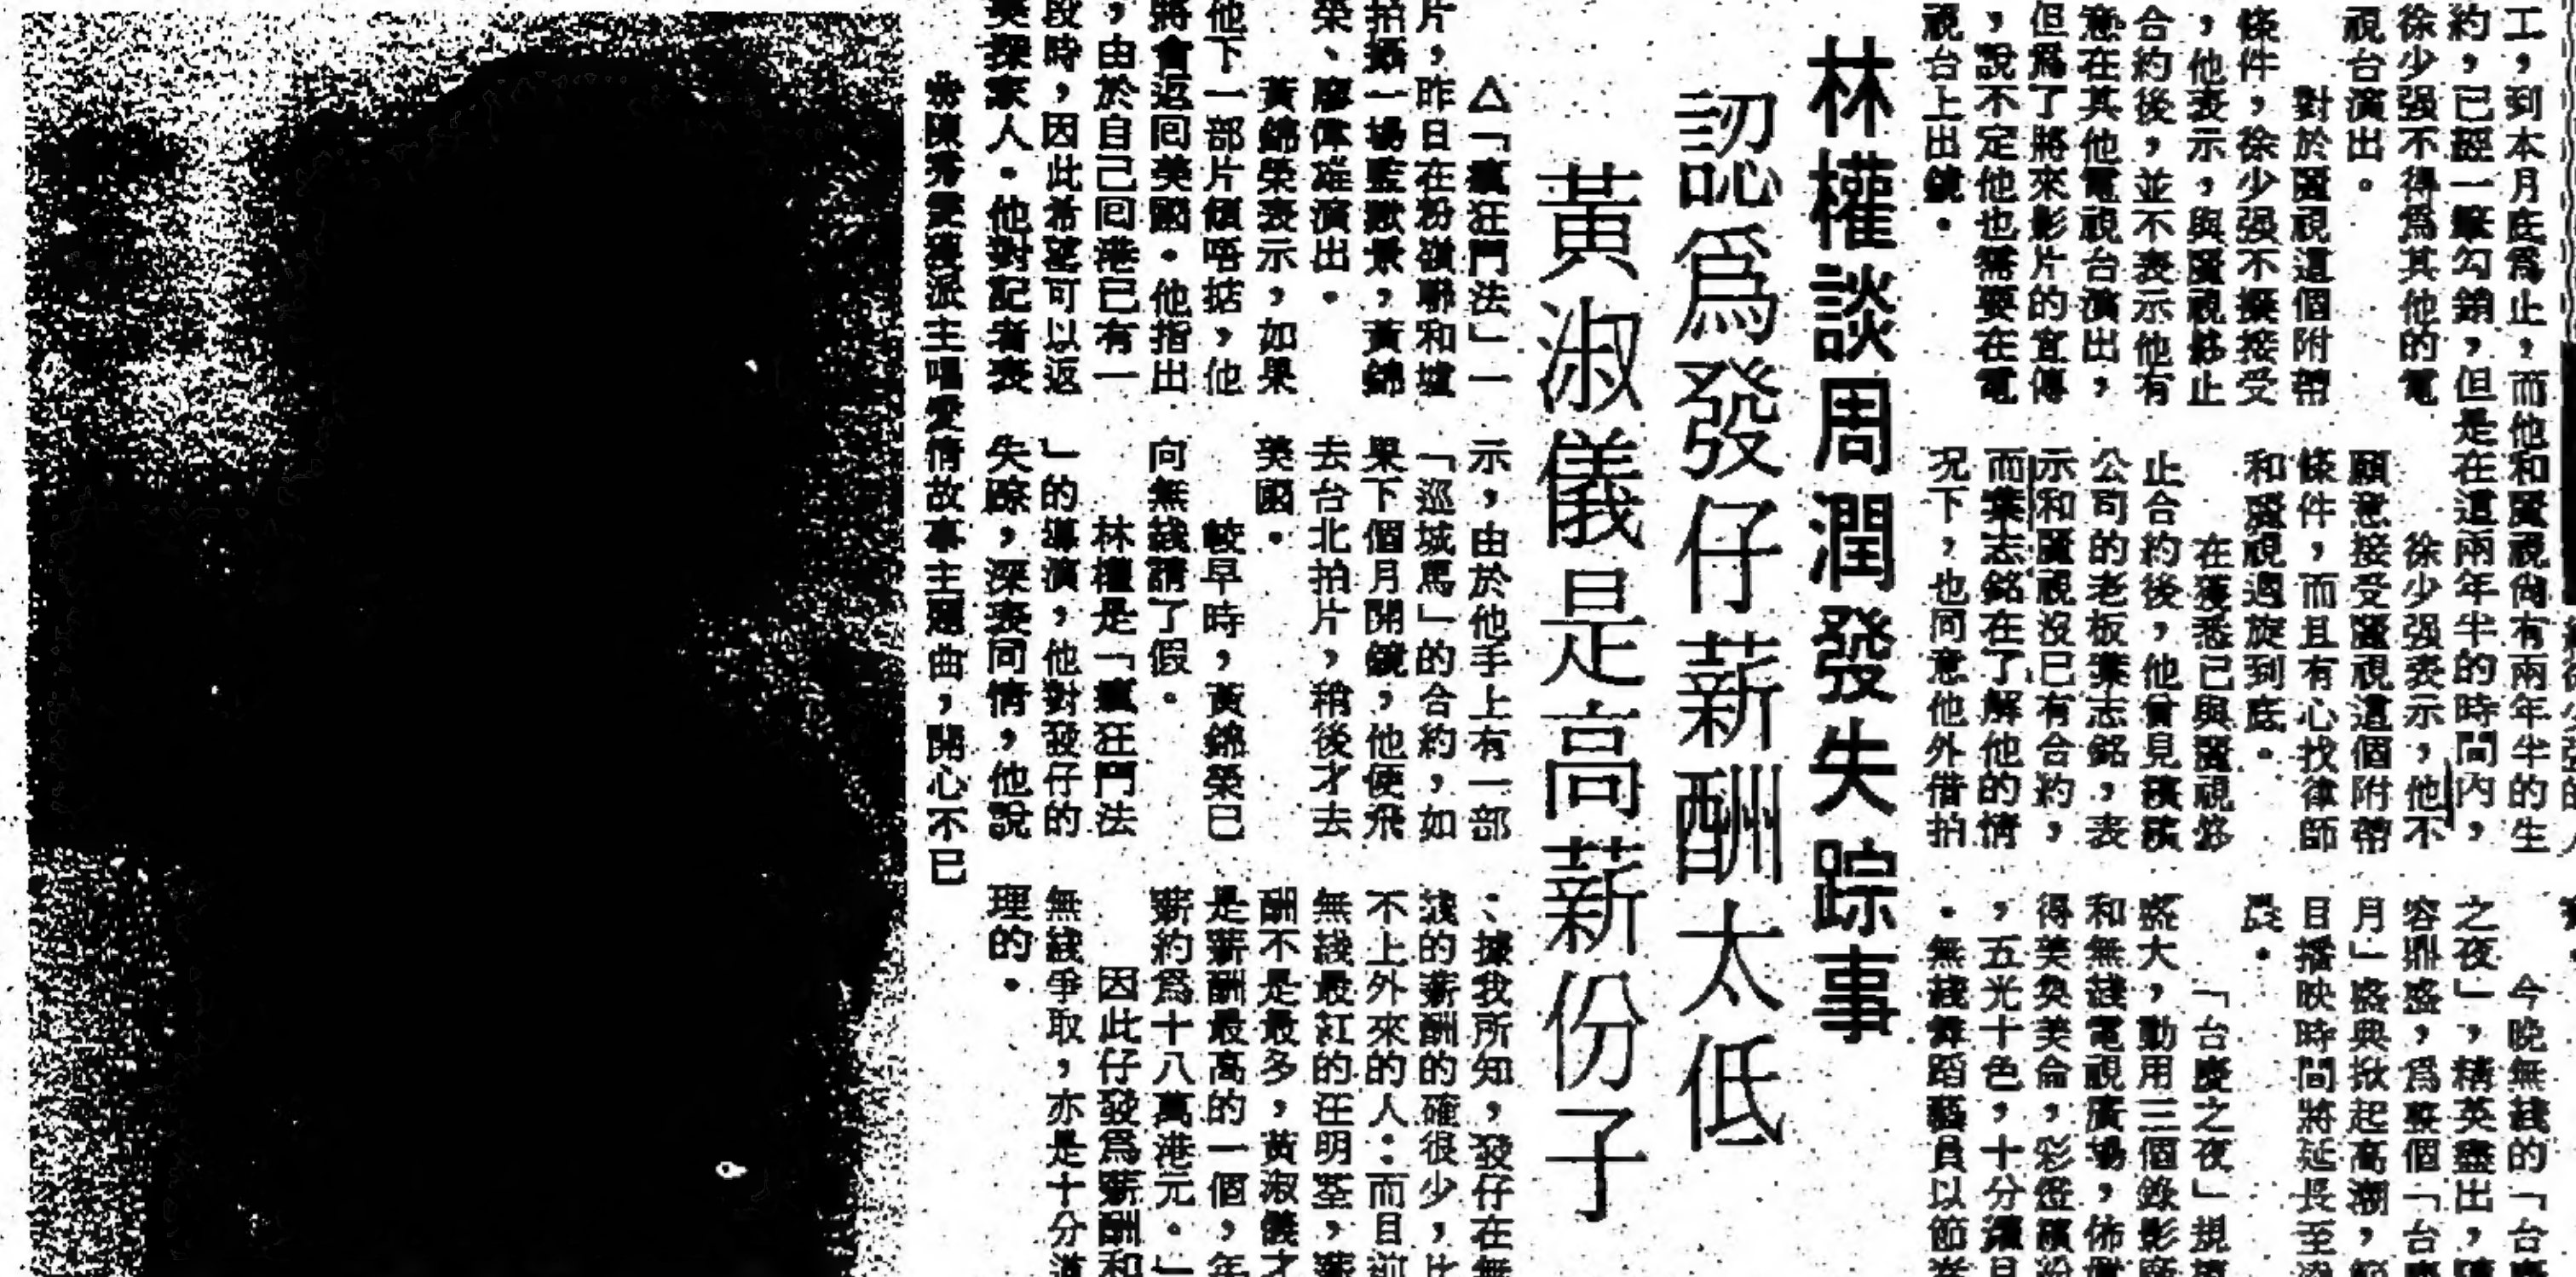 工，到本月底為止，而他和麗視尚有兩年半的生
約，已經一筆勾銷，但是在這兩年半的時間內，
徐少强不得為其他的電
視台演出。
徐少强表示，他不
願意接受麗視這個附帶
條件，而且有心找律師
和麗視週旋到底。
對於麗視這個附帶
條件，徐少强不擬接受
，他表示，與麗視終止
合約後，並不表示他有
意在其他電視台演出，
但為了將來影片的宣傳
，說不定他也需要在電
視台上出鏡。
在獲悉已與麗視終
止合約後，他曾見
公司的老板葉志銘，表
示和麗視沒已有合約，
而葉志銘在了解他的情
況下，也同意他外借拍
今晚無綫的「台
之夜」，精英盡出，
容鼎盛，為整個「台
月」盛典掀起高潮，
目播映時間將延長至
晨。
「台慶之夜」規
盛大，動用三個錄影
和無綫電視廣場，佈
得美奐美侖，彩燈
，五光十色，十分
。無綫舞蹈藝員以節
林權談周潤發失踪事
認為發仔薪酬太低
黃淑儀是高薪份子
△「瘋狂鬥法」一
片，昨日在粉嶺聯和墟
拍攝一場監獄景，黃錦
榮、廖偉雄演出。
黃錦榮表示，如果
他下一部片傾唔掂，他
將會返回美國。他指出
，由於自己回港已有一
段時，因此希望可以返
美探家人。他對記者表
示，由於他手上有一部
「巡城馬」的合約，如
果下個月開鏡，他便飛
去台北拍片，稍後才去
美國。
較早時，黃錦榮已
向無綫請了假。
林權是「瘋狂鬥法
」的導演，他對發仔的
失踪，深表同情，他說
：據我所知，發仔在無
綫的薪酬的確很少，比
不上外來的人：而目前
無綫最紅的汪明荃，薪
酬不是最多，黃淑儀才
是薪酬最高的一個，年
薪約為十八萬港元。」
因此仔發為薪酬和
無綫爭取，亦是十分道
理的。
主唱愛情故事主題曲，開心不已